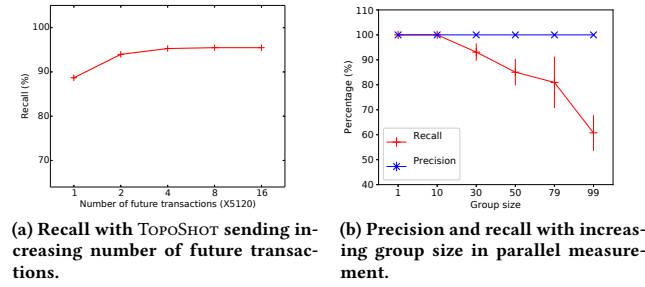 100
90
80
70
Recall (%)
1 2 4 8 16
Number of future transactions (X5120)
(a) Recall with TopoShot sending in-
creasing number of future transac-
tions.
110
100
90
80
70
60
50
40
Percentage (%)
Recall
Precision
1 10 30 50 79 99
Group size
(b) Precision and recall with increas-
ing group size in parallel measure-
ment.